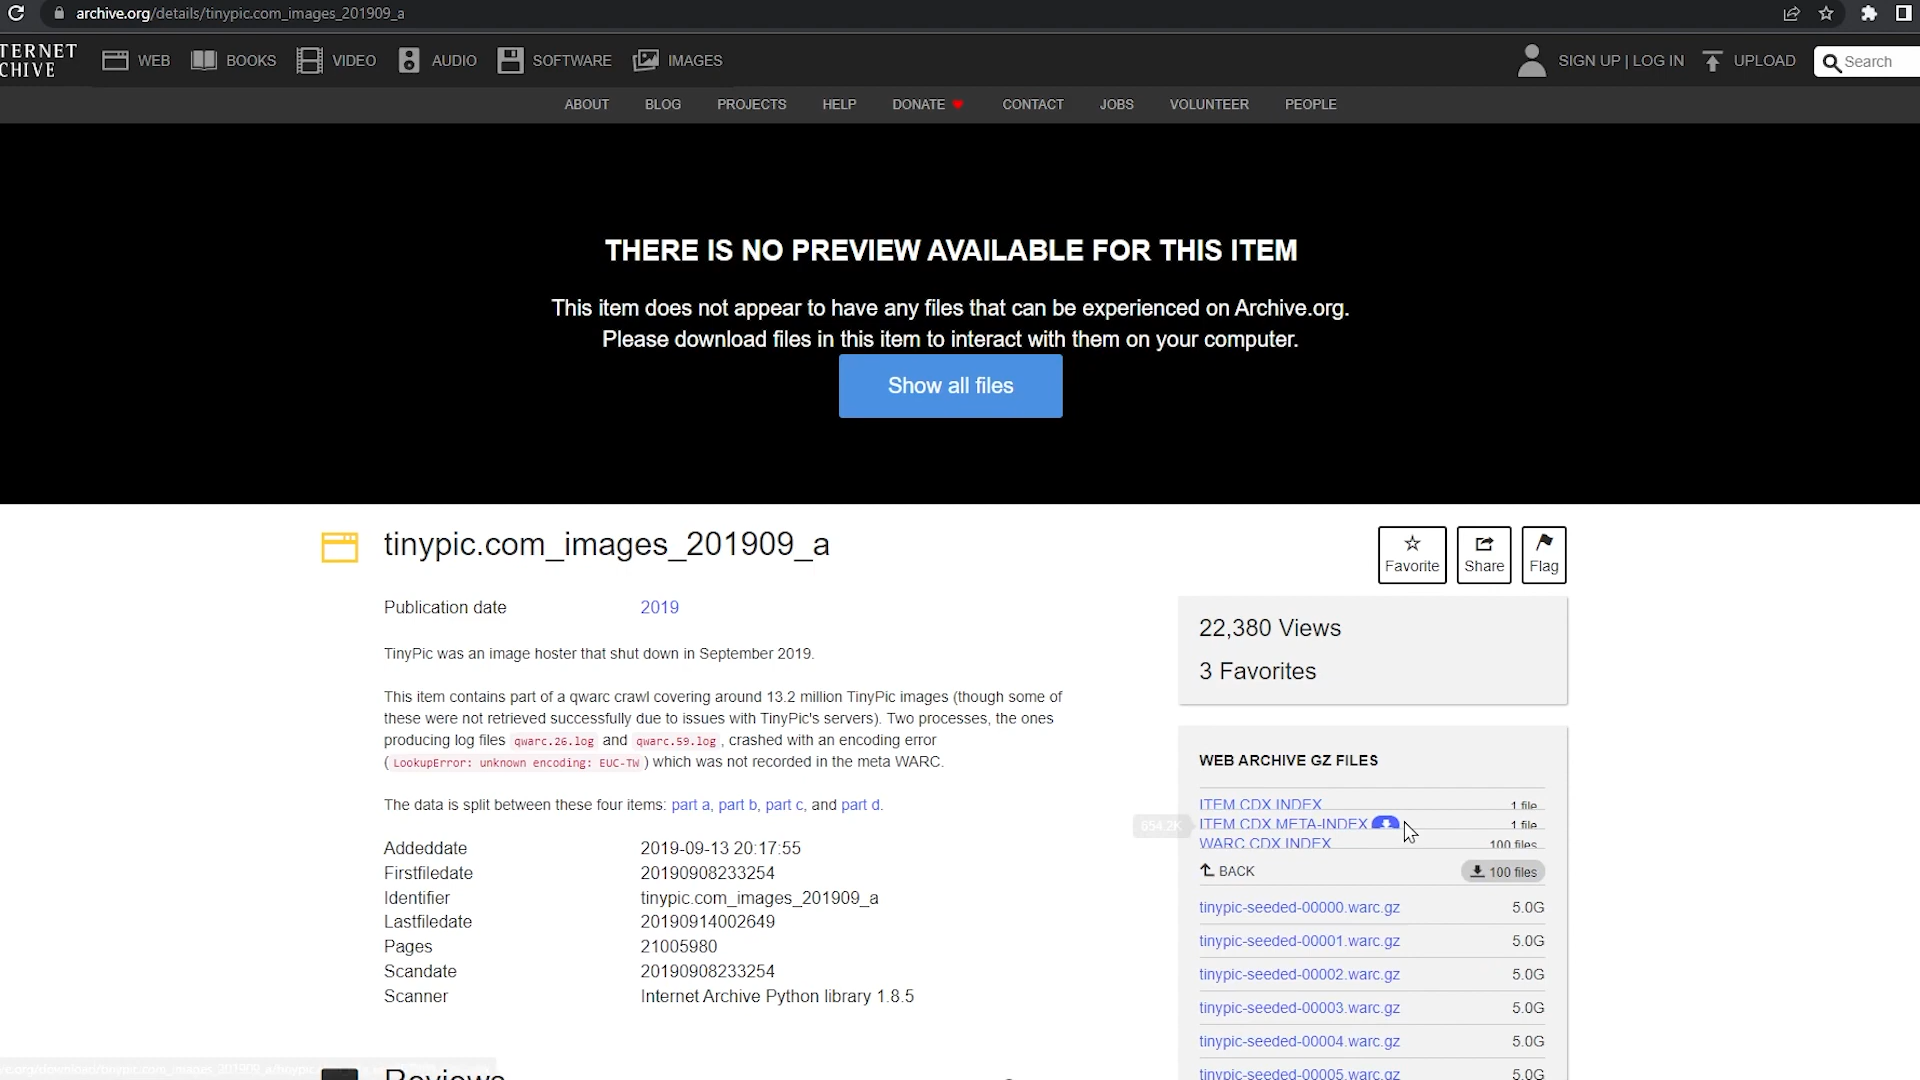 archive.org/details/tinypic.com_images_201909_a
TERNET
CHIVE
WEB
BOOKS
VIDEO
AUDIO
SOFTWARE
IMAGES
SIGN UP | LOG IN
UPLOAD
Search
ABOUT
BLOG
PROJECTS
HELP
DONATE
CONTACT
JOBS
VOLUNTEER
PEOPLE
THERE IS NO PREVIEW AVAILABLE FOR THIS ITEM
This item does not appear to have any files that can be experienced on Archive.org.
Please download files in this item to interact with them on your computer.
Show all files
tinypic.com_images_201909_a
Favorite
Share
Flag
Publication date 2019
TinyPic was an image hoster that shut down in September 2019.
This item contains part of a qwarc crawl covering around 13.2 million TinyPic images (though some of
these were not retrieved successfully due to issues with TinyPic's servers). Two processes, the ones
producing log files qwarc.26.log and qwarc.59.log, crashed with an encoding error
(LookupError: unknown encoding: EUC-TW) which was not recorded in the meta WARC.
The data is split between these four items: part a, part b, part c, and part d.
Addeddate 2019-09-13 20:17:55
Firstfiledate 20190908233254
Identifier tinypic.com_images_201909_a
Lastfiledate 20190914002649
Pages 21005980
Scandate 20190908233254
Scanner Internet Archive Python library 1.8.5
Reviews
22,380 Views
3 Favorites
WEB ARCHIVE GZ FILES
ITEM CDX INDEX 1 file
654.2K
ITEM CDX META-INDEX 1 file
WARC CDX INDEX 100 files
BACK 100 files
tinypic-seeded-00000.warc.gz 5.0G
tinypic-seeded-00001.warc.gz 5.0G
tinypic-seeded-00002.warc.gz 5.0G
tinypic-seeded-00003.warc.gz 5.0G
tinypic-seeded-00004.warc.gz 5.0G
tinypic-seeded-00005.warc.gz 5.0G